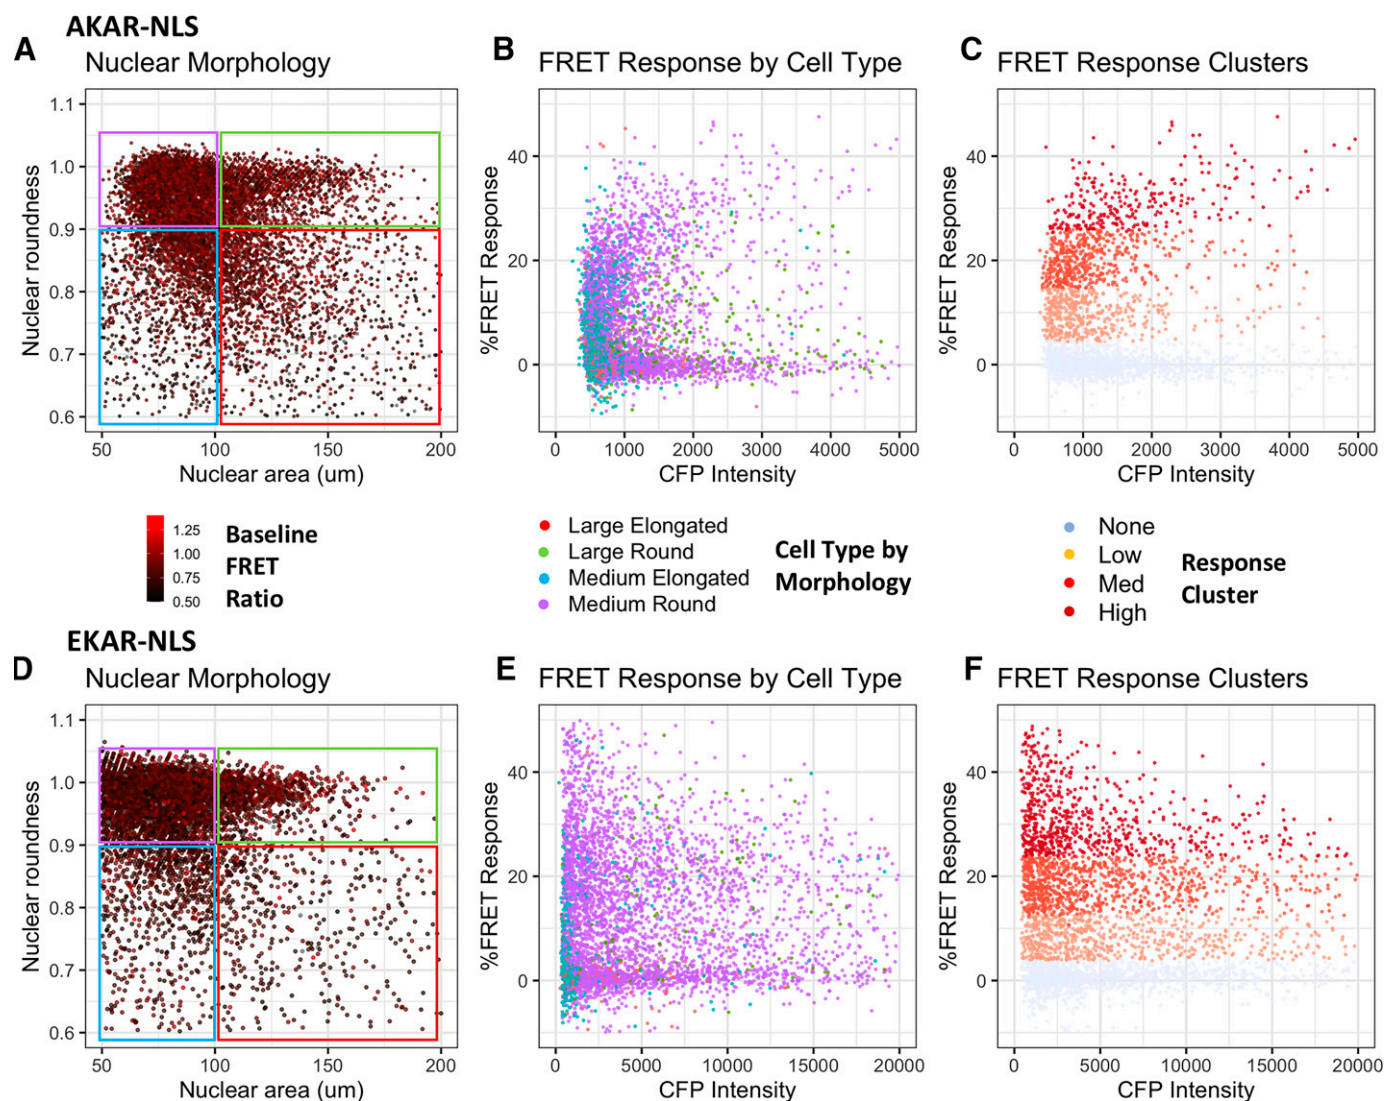 AKAR-NLS
A
Nuclear Morphology
1.1
1.0
0.9
0.8
0.7
0.6
Nuclear roundness
50
100
150
200
Nuclear area (um)
B
FRET Response by Cell Type
40
20
0
%FRET Response
0
1000
2000
3000
4000
5000
CFP Intensity
C
FRET Response Clusters
40
20
0
%FRET Response
0
1000
2000
3000
4000
5000
CFP Intensity
1.25
1.00
0.75
0.50
Baseline
FRET
Ratio
Large Elongated
Large Round
Medium Elongated
Medium Round
Cell Type by
Morphology
None
Low
Med
High
Response
Cluster
EKAR-NLS
D
Nuclear Morphology
1.1
1.0
0.9
0.8
0.7
0.6
Nuclear roundness
50
100
150
200
Nuclear area (um)
E
FRET Response by Cell Type
40
20
0
%FRET Response
0
5000
10000
15000
20000
CFP Intensity
F
FRET Response Clusters
40
20
0
%FRET Response
0
5000
10000
15000
20000
CFP Intensity